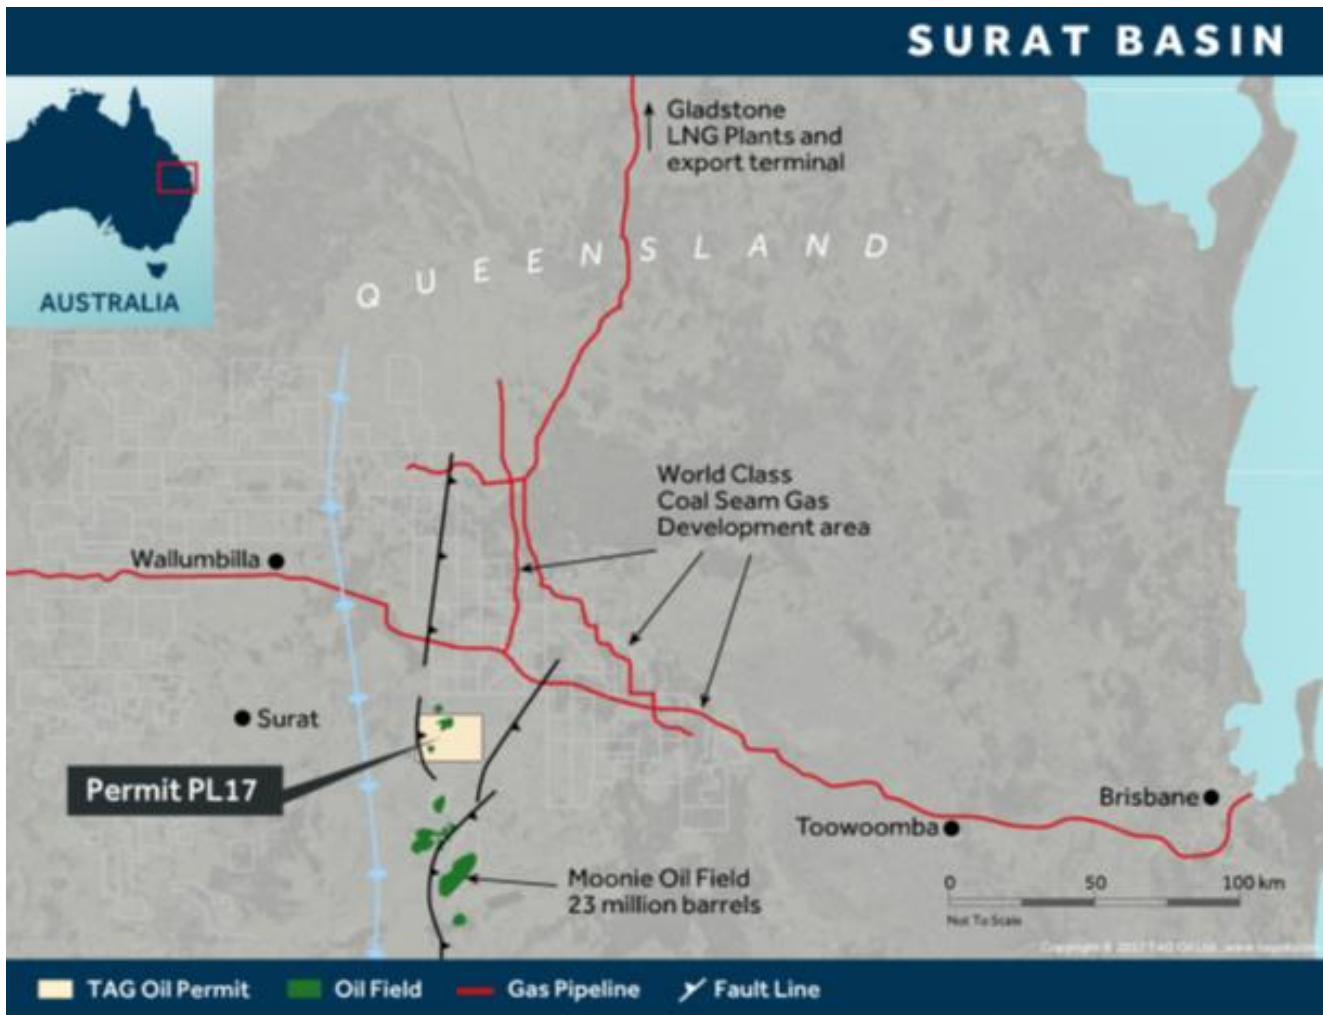 SURAT BASIN
Gladstone
LNG Plants and
export terminal
QUEENSLAND
AUSTRALIA
World Class
Coal Seam Gas
Development area
Wallumbilla
Surat
Permit PL17
Brisbane
Toowoomba
Moonie Oil Field
23 million barrels
0 50 100 km
Not To Scale
TAG Oil Permit
Oil Field
Gas Pipeline
Fault Line